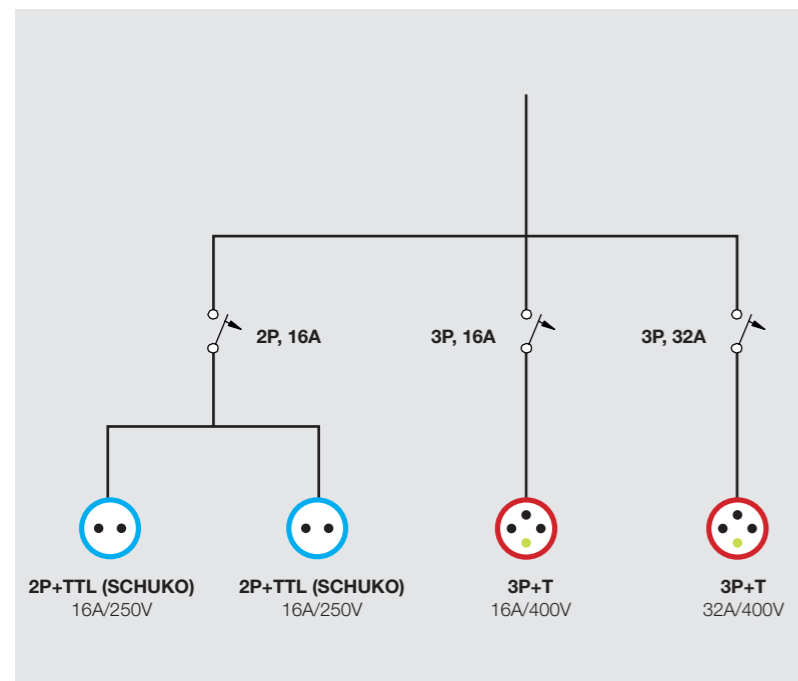 2P, 16A
3P, 16A
3P, 32A
2P+TTL (SCHUKO)
16A/250V
2P+TTL (SCHUKO)
16A/250V
3P+T
16A/400V
3P+T
32A/400V